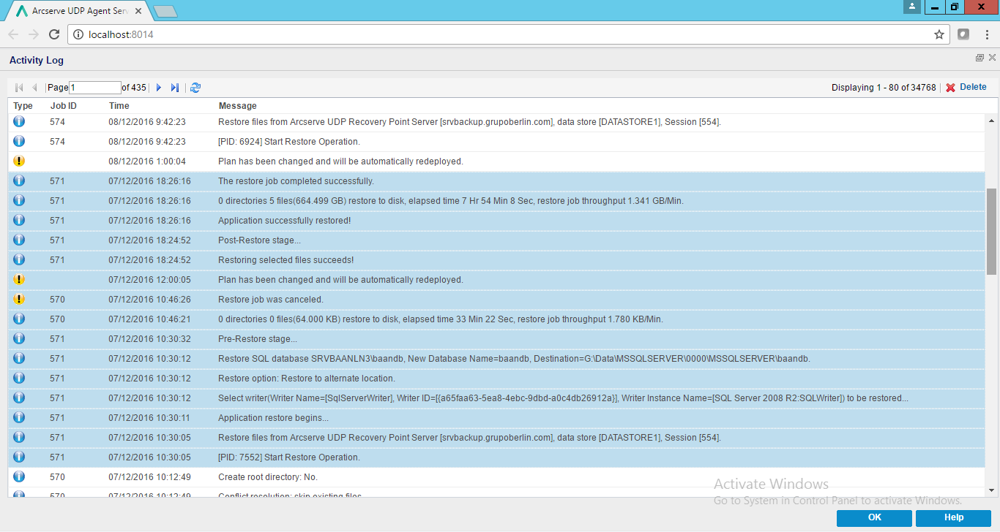 Arcserve UDP Agent Serv
localhost:8014
Activity Log
Page 1 of 435 Displaying 1 - 80 of 34768 Delete
Type Job ID Time Message
574 08/12/2016 9:42:23 Restore files from Arcserve UDP Recovery Point Server [srvbackup.grupoberlin.com], data store [DATASTORE1], Session [554].
574 08/12/2016 9:42:23 [PID: 6924] Start Restore Operation.
08/12/2016 1:00:04 Plan has been changed and will be automatically redeployed.
571 07/12/2016 18:26:16 The restore job completed successfully.
571 07/12/2016 18:26:16 0 directories 5 files(664.499 GB) restore to disk, elapsed time 7 Hr 54 Min 8 Sec, restore job throughput 1.341 GB/Min.
571 07/12/2016 18:26:16 Application successfully restored!
571 07/12/2016 18:24:52 Post-Restore stage...
571 07/12/2016 18:24:52 Restoring selected files succeeds!
07/12/2016 12:00:05 Plan has been changed and will be automatically redeployed.
570 07/12/2016 10:46:26 Restore job was canceled.
570 07/12/2016 10:46:21 0 directories 0 files(64.000 KB) restore to disk, elapsed time 33 Min 22 Sec, restore job throughput 1.780 KB/Min.
571 07/12/2016 10:30:32 Pre-Restore stage...
571 07/12/2016 10:30:12 Restore SQL database SRVBAANLN3\baandb, New Database Name=baandb, Destination=G:\Data\MSSQLSERVER\0000\MSSQLSERVER\baandb.
571 07/12/2016 10:30:12 Restore option: Restore to alternate location.
571 07/12/2016 10:30:12 Select writer(Writer Name=[SqlServerWriter], Writer ID=[{a65faa63-5ea8-4ebc-9dbd-a0c4db26912a}], Writer Instance Name=[SQL Server 2008 R2:SQLWriter]) to be restored...
571 07/12/2016 10:30:11 Application restore begins...
571 07/12/2016 10:30:05 Restore files from Arcserve UDP Recovery Point Server [srvbackup.grupoberlin.com], data store [DATASTORE1], Session [554].
571 07/12/2016 10:30:05 [PID: 7552] Start Restore Operation.
570 07/12/2016 10:12:49 Create root directory: No.
570 07/12/2016 10:12:49 Conflict resolution: skip existing files
Activate Windows
Go to System in Control Panel to activate Windows.
OK Help